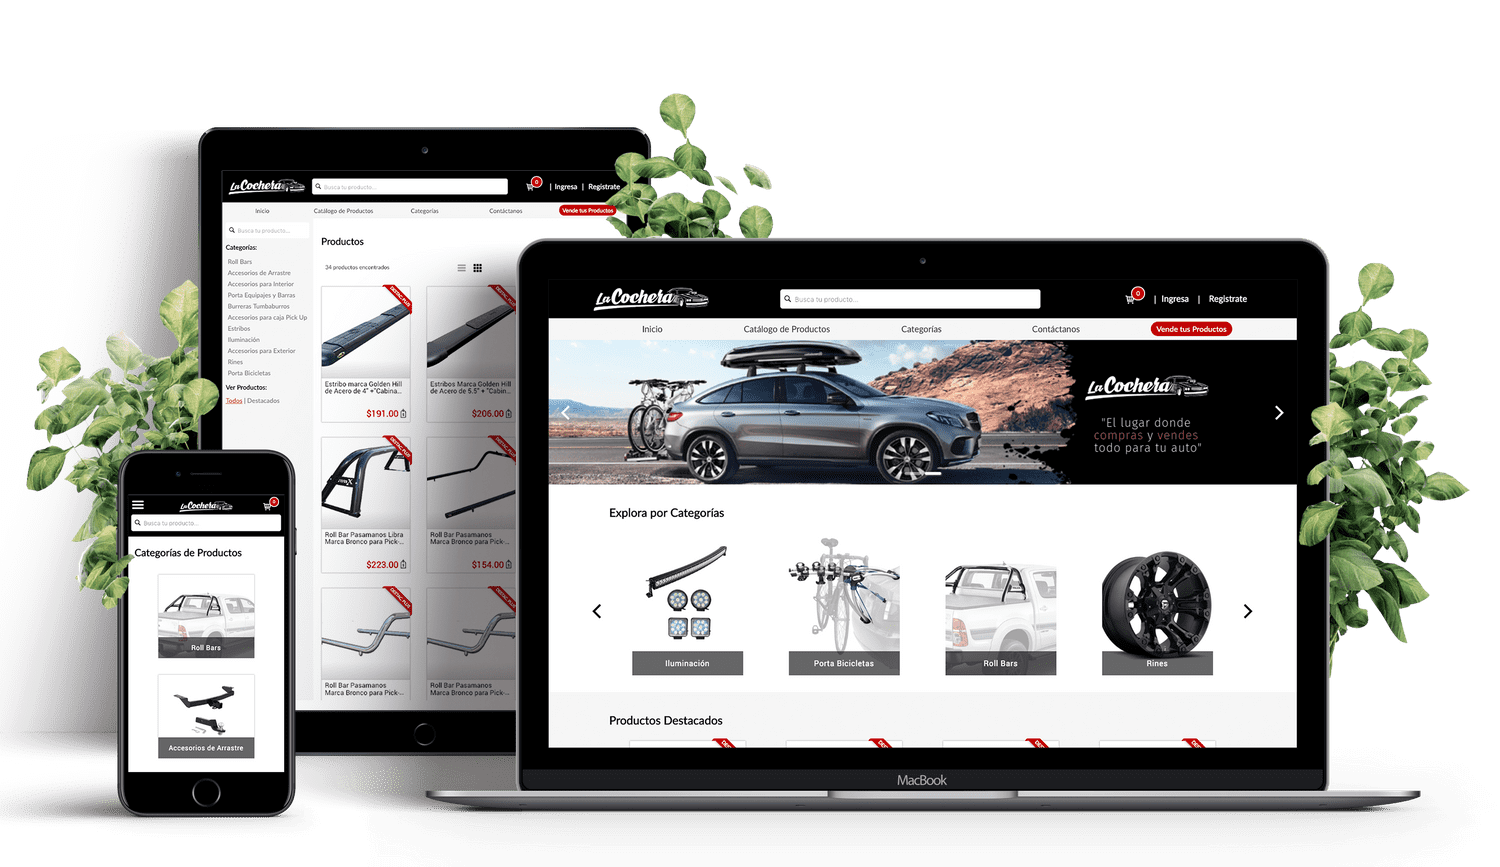 La Cochera
Busca tu producto...
0
| Ingresa | Registrate
Inicio
Catálogo de Productos
Categorías
Contáctanos
Vende tus Productos
Busca tu producto...
Categorías:
Roll Bars
Accesorios de Arrastre
Accesorios para Interior
Porta Equipajes y Barras
Burreras Tumbaburros
Accesorios para caja Pick Up
Estribos
Iluminación
Accesorios para Exterior
Rines
Porta Bicicletas
Ver Productos:
Todos | Destacados
Productos
34 productos encontrados
Estribo marca Golden Hill
de Acero de 4" +"Cabina...
$191.00
Estribos Marca Golden Hill
de Acero de 5.5" + "Cabin...
$206.00
Roll Bar Pasamanos Libra
Marca Bronco para Pick-...
$223.00
Roll Bar Pasamanos
Marca Bronco para Pick-...
$154.00
Roll Bar Pasamanos
Marca Bronco para Pick-...
Roll Bar Pasamanos
Marca Bronco para Pick-...
La Cochera
0
Busca tu producto...
Categorías de Productos
Roll Bars
Accesorios de Arrastre
La Cochera
Busca tu producto...
0
| Ingresa | Registrate
Inicio
Catálogo de Productos
Categorías
Contáctanos
Vende tus Productos
La Cochera
"El lugar donde
compras y vendes
todo para tu auto"
Explora por Categorías
Iluminación
Porta Bicicletas
Roll Bars
Rines
Productos Destacados
MacBook